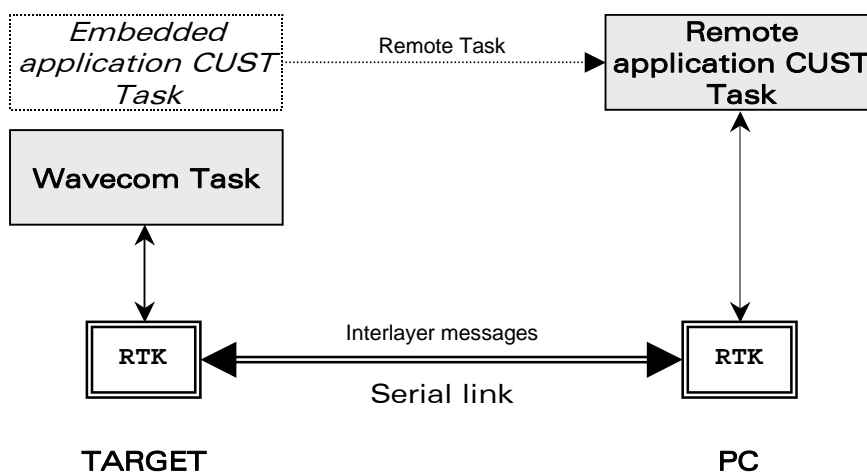 Embedded
application CUST
Task
Remote Task
Remote
application CUST
Task
Wavecom Task
RTK
Interlayer messages
RTK
Serial link
TARGET
PC